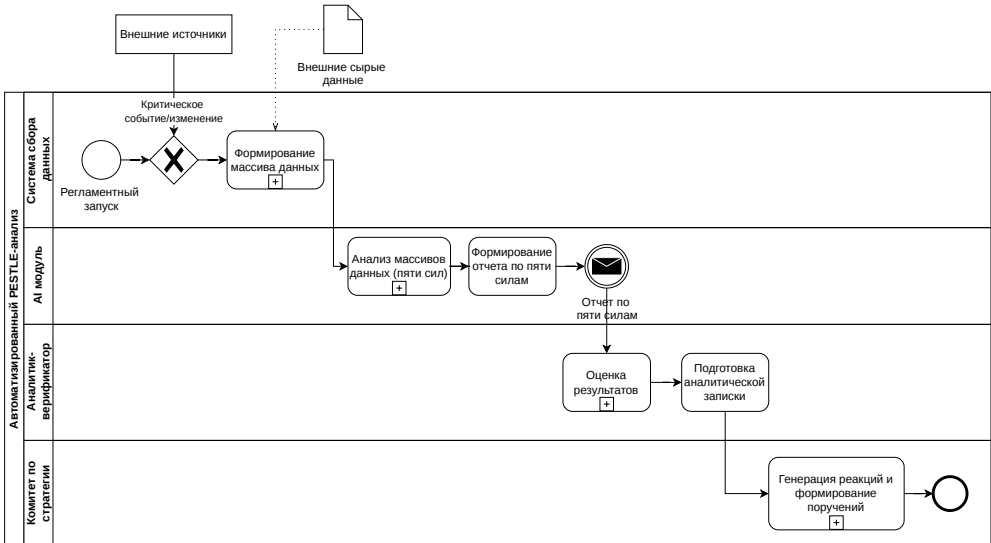 Внешние источники
Внешние сырые
данные
Автоматизированный PESTLE-анализ
Система сбора
данных
Критическое
событие/изменение
Регламентный
запуск
Формирование
массива данных
AI модуль
Анализ массивов
данных (пяти сил)
Формирование
отчета по пяти
силам
Отчет по
пяти силам
Аналитик-
верификатор
Оценка
результатов
Подготовка
аналитической
записки
Комитет по
стратегии
Генерация реакций и
формирование
поручений